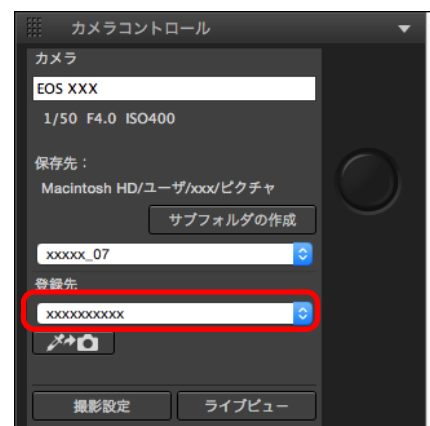 カメラコントロール
カメラ
EOS XXX
1/50 F4.0 ISO400
保存先：
Macintosh HD/ユーザ/xxx/ピクチャ
サブフォルダの作成
xxxxx_07
登録先
xxxxxxxxxx
撮影設定 ライブビュー